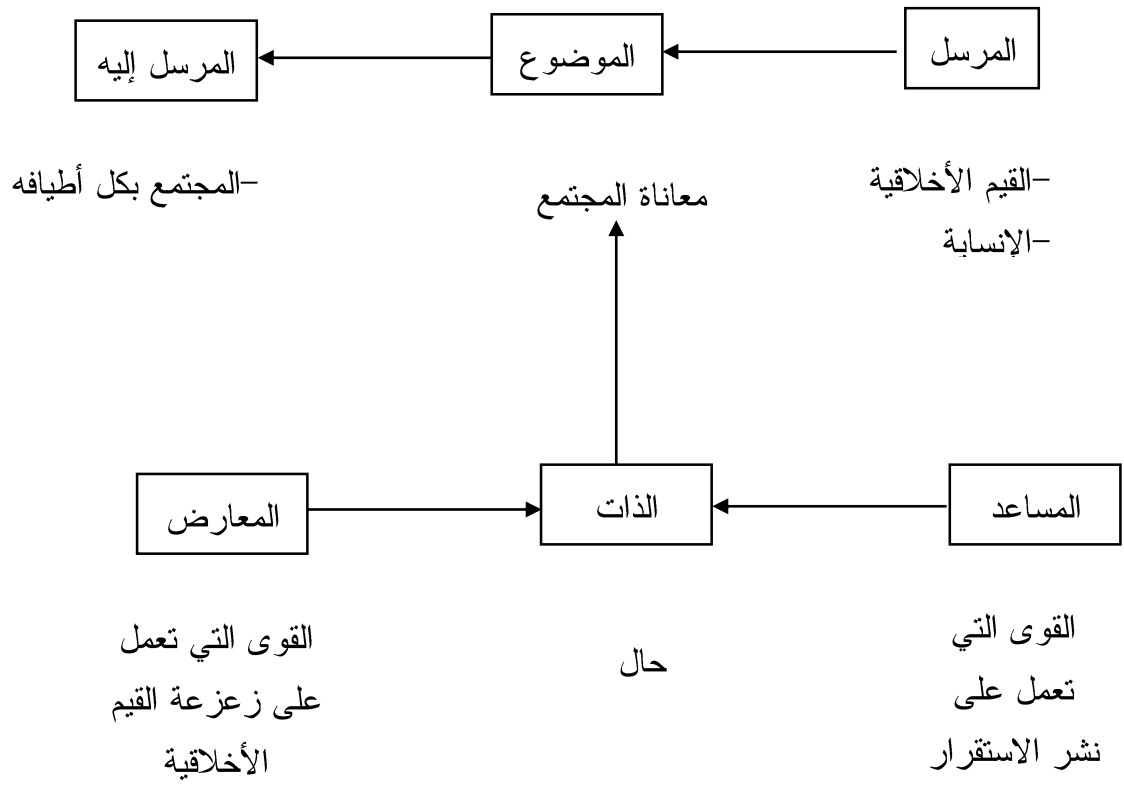 المرسل
الموضوع
المرسل إليه
-القيم الأخلاقية
-الإنساية
معاناة المجتمع
-المجتمع بكل أطيافه
المساعد
الذات
المعارض
القوى التي
تعمل على
نشر الاستقرار
حال
القوى التي تعمل
على زعزعة القيم
الأخلاقية